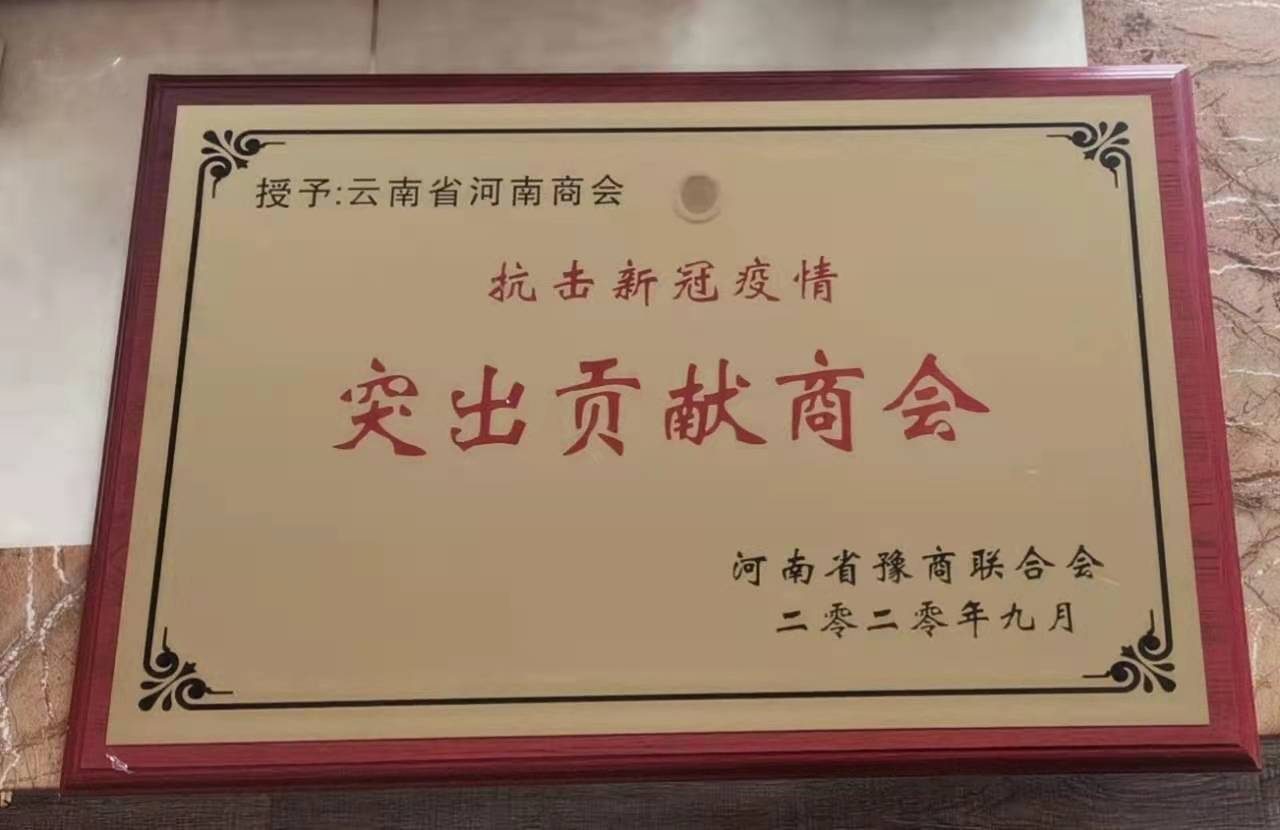 授予:云南省河南商会
抗击新冠疫情
突出贡献商会
河南省豫商联合会
二零二零年九月